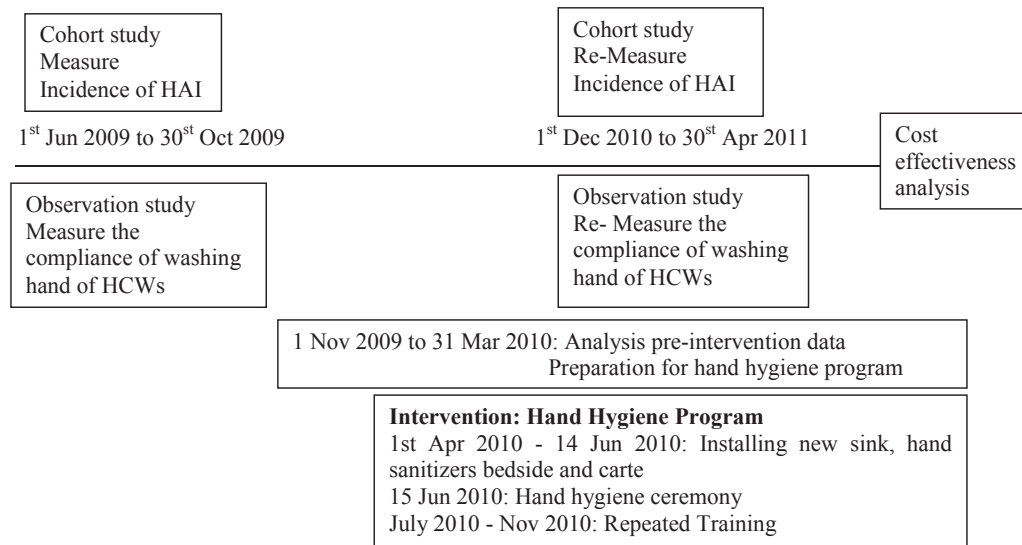 Cohort study
Measure
Incidence of HAI
Cohort study
Re-Measure
Incidence of HAI
1st Jun 2009 to 30st Oct 2009
1st Dec 2010 to 30st Apr 2011
Cost
effectiveness
analysis
Observation study
Measure the
compliance of washing
hand of HCWs
Observation study
Re- Measure the
compliance of washing
hand of HCWs
1 Nov 2009 to 31 Mar 2010: Analysis pre-intervention data
Preparation for hand hygiene program
Intervention: Hand Hygiene Program
1st Apr 2010 - 14 Jun 2010: Installing new sink, hand
sanitizers bedside and carte
15 Jun 2010: Hand hygiene ceremony
July 2010 - Nov 2010: Repeated Training